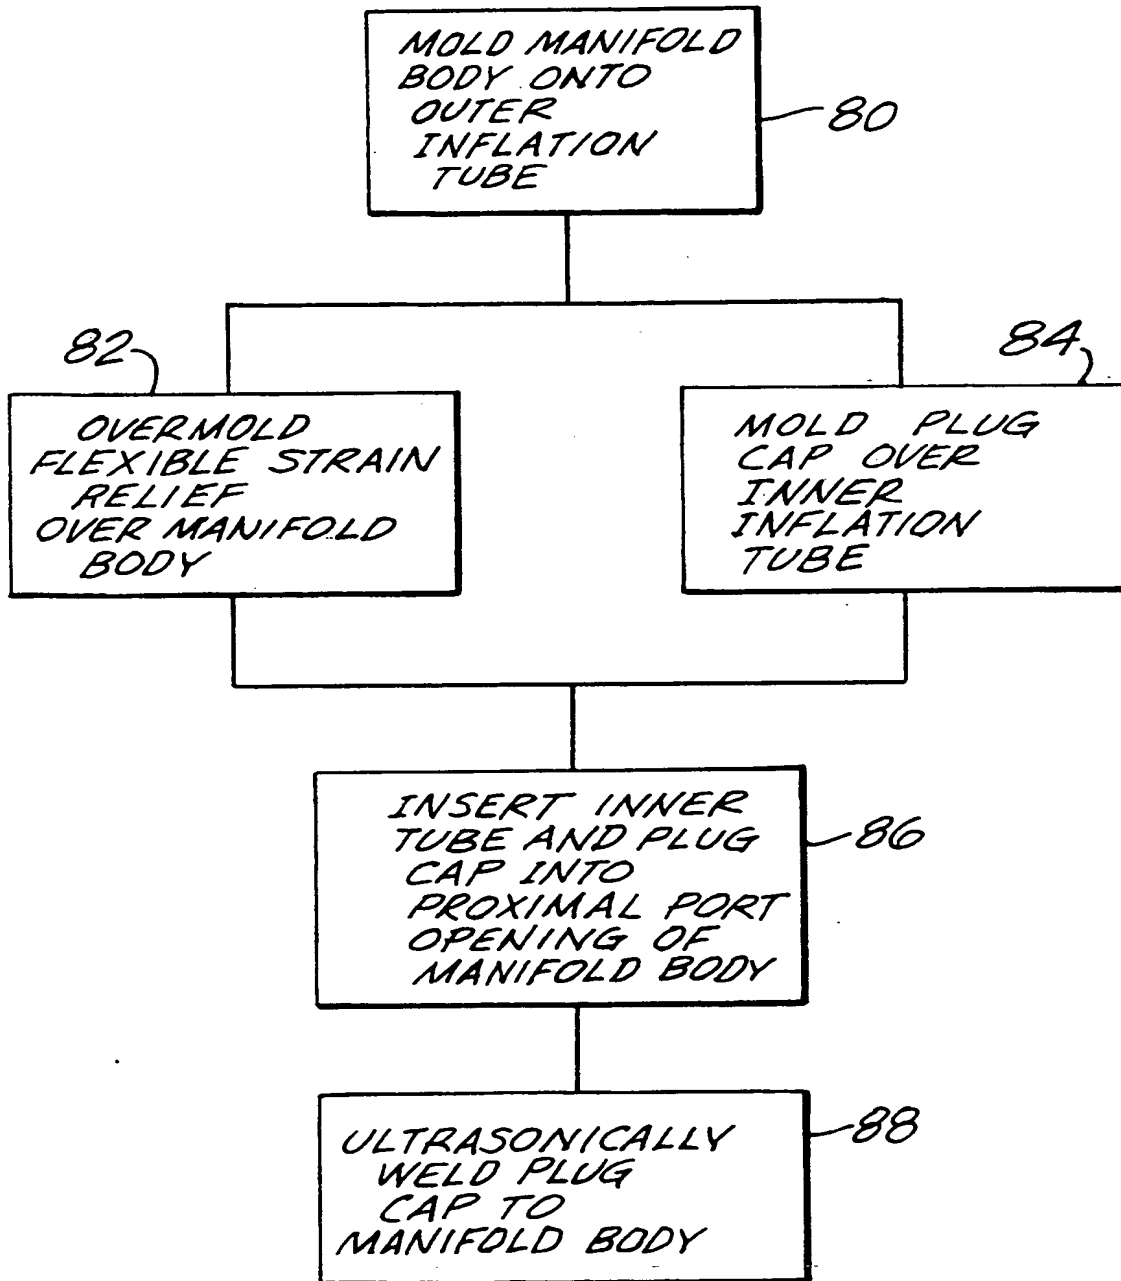 MOLD MANIFOLD
BODY ONTO
OUTER
INFLATION
TUBE
80
82
OVERMOLD
FLEXIBLE STRAIN
RELIEF
OVER MANIFOLD
BODY
84
MOLD PLUG
CAP OVER
INNER
INFLATION
TUBE
INSERT INNER
TUBE AND PLUG
CAP INTO
PROXIMAL PORT
OPENING OF
MANIFOLD BODY
86
ULTRASONICALLY
WELD PLUG
CAP TO
MANIFOLD BODY
88